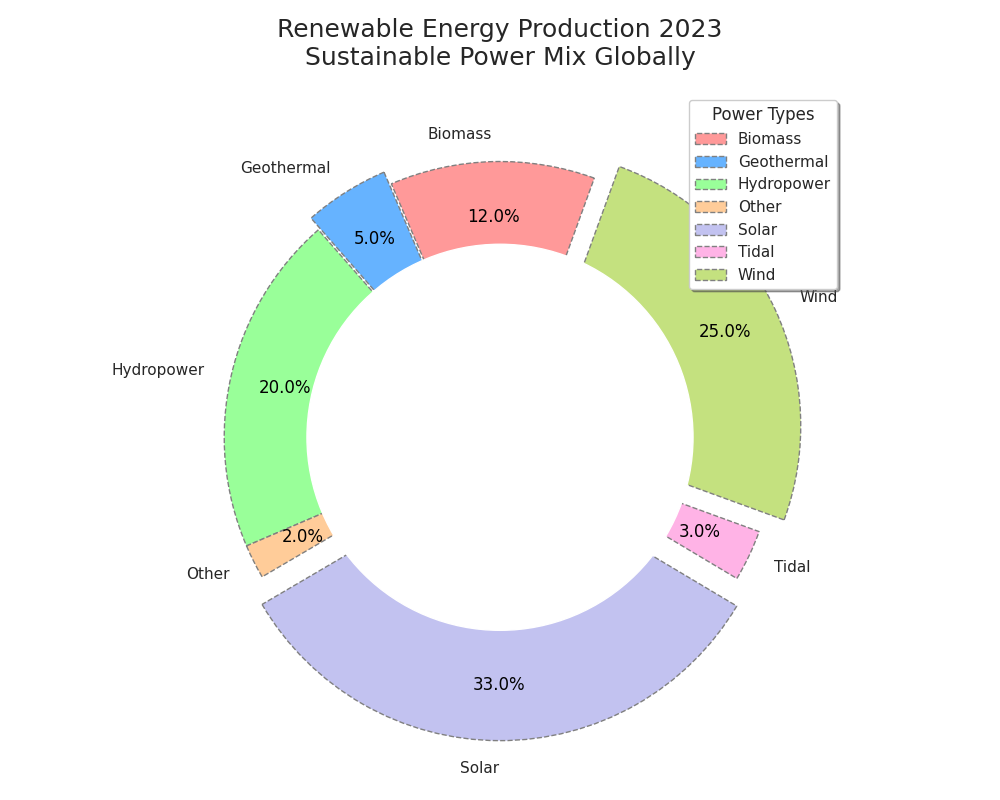 Renewable Energy Production 2023
Sustainable Power Mix Globally
Power Types
Biomass
Geothermal
Hydropower
Other
Solar
Tidal
Wind
Biomass
12.0%
Geothermal
5.0%
Hydropower
20.0%
Other
2.0%
Solar
33.0%
Tidal
3.0%
Wind
25.0%